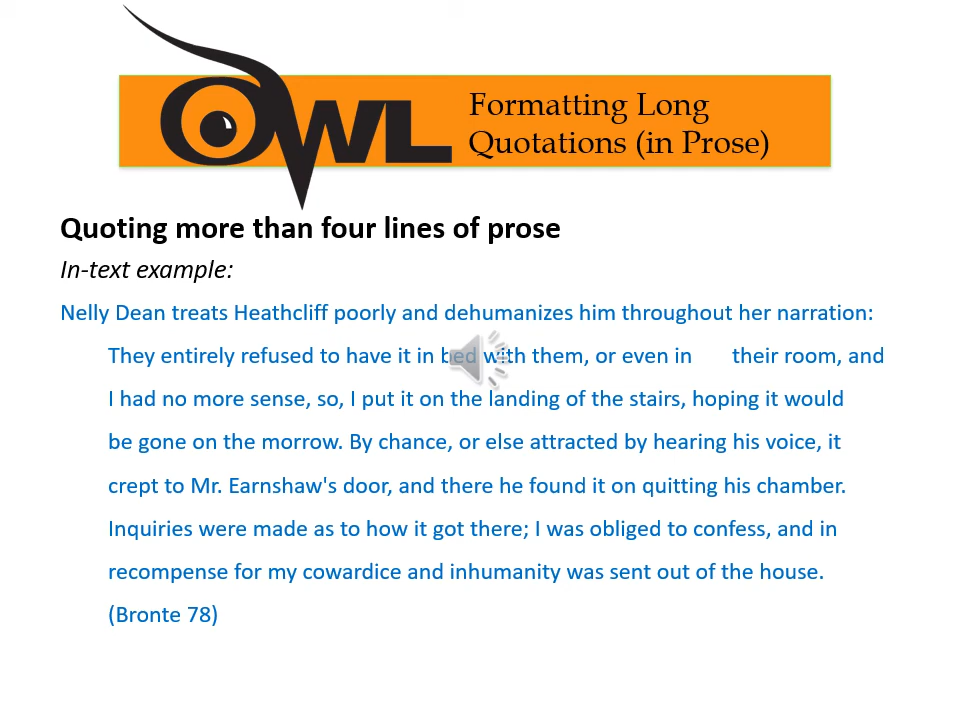 OWL
Formatting Long
Quotations (in Prose)
Quoting more than four lines of prose
In-text example:
Nelly Dean treats Heathcliff poorly and dehumanizes him throughout her narration:
They entirely refused to have it in bed with them, or even in their room, and
I had no more sense, so, I put it on the landing of the stairs, hoping it would
be gone on the morrow. By chance, or else attracted by hearing his voice, it
crept to Mr. Earnshaw's door, and there he found it on quitting his chamber.
Inquiries were made as to how it got there; I was obliged to confess, and in
recompense for my cowardice and inhumanity was sent out of the house.
(Bronte 78)